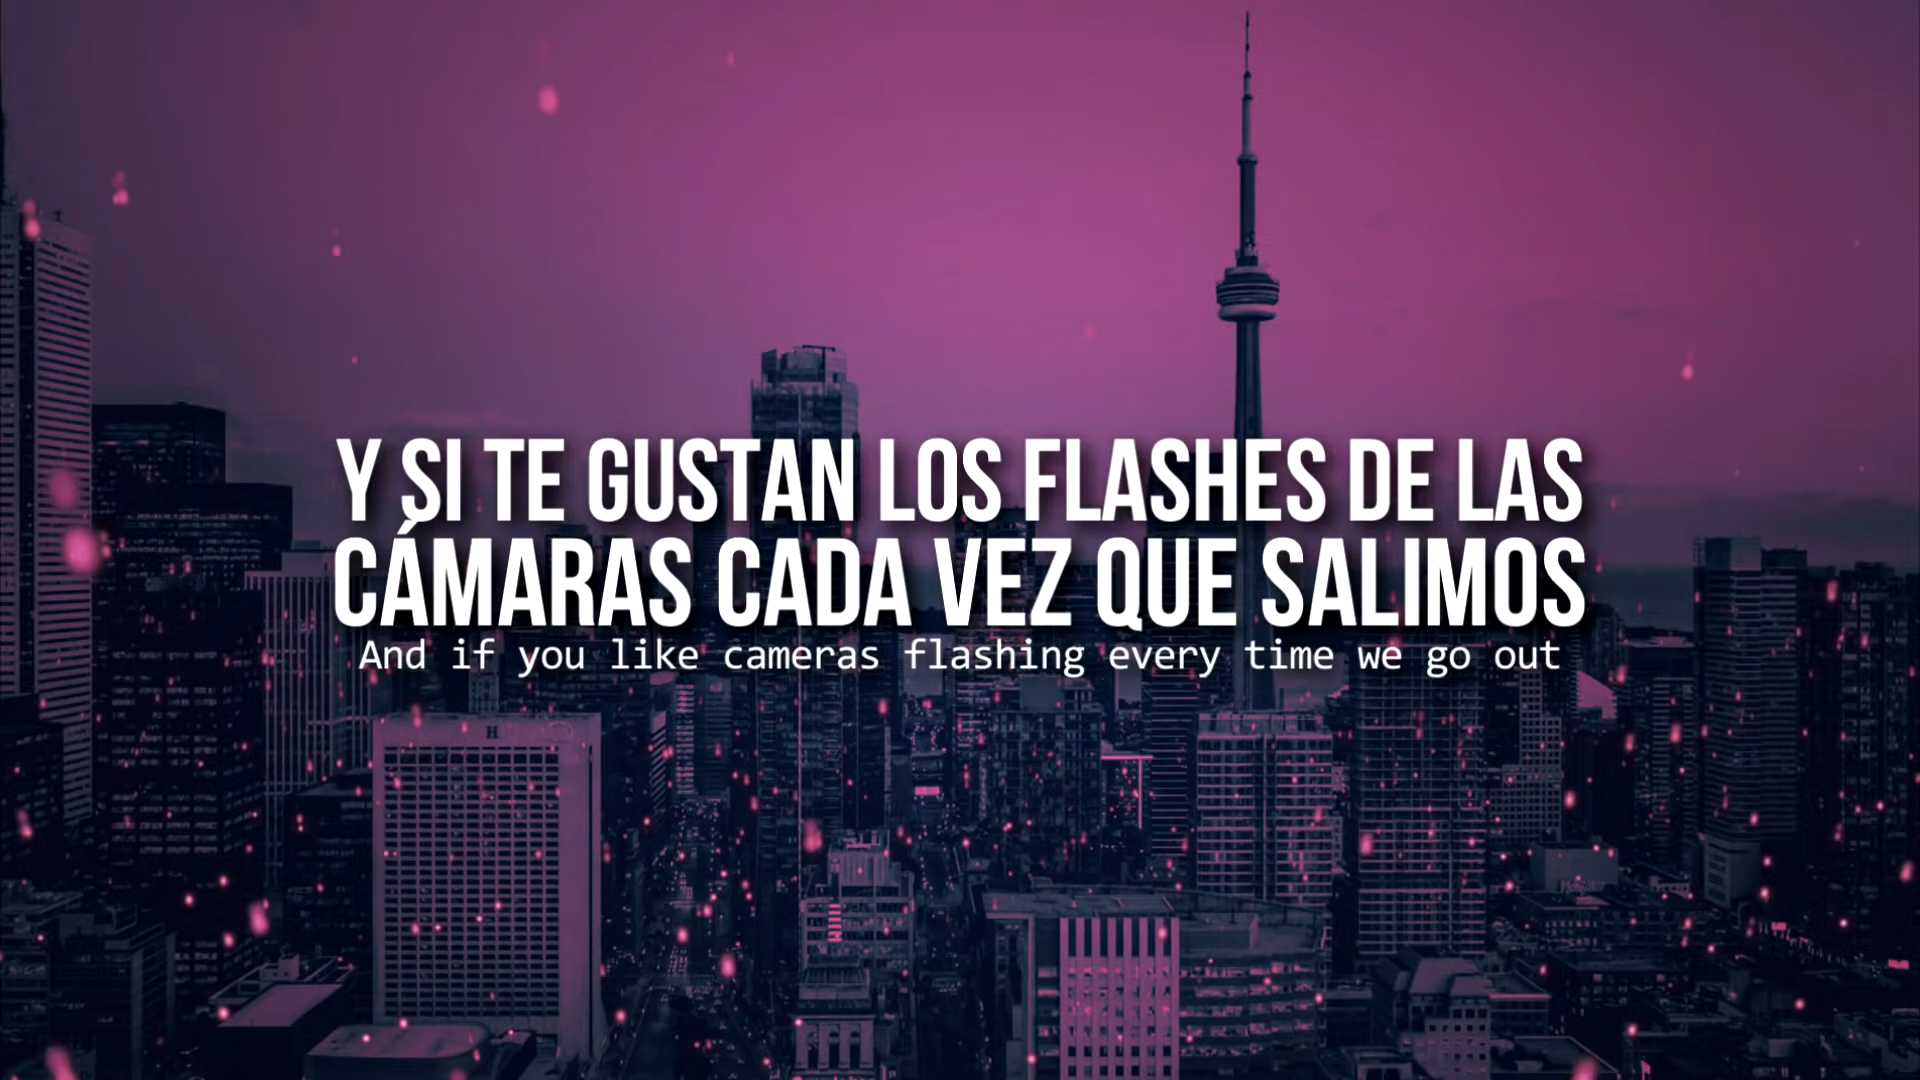 Y SI TE GUSTAN LOS FLASHES DE LAS
CÁMARAS CADA VEZ QUE SALIMOS
And if you like cameras flashing every time we go out
H